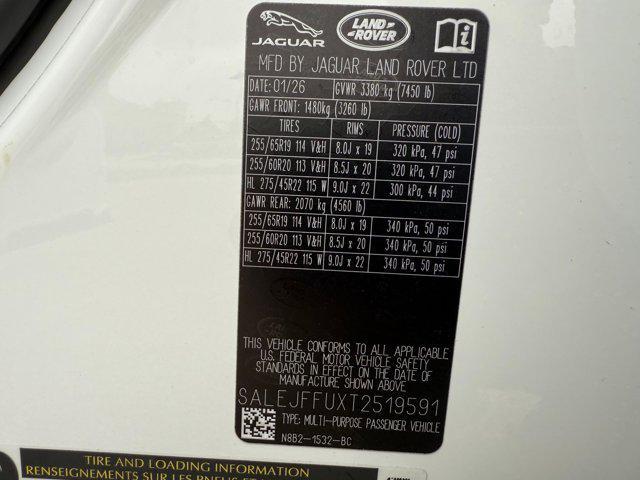 JAGUAR
LAND ROVER
MFD BY JAGUAR LAND ROVER LTD
DATE: 01/26 GVWR 3380 kg (7450 lb)
GAWR FRONT: 1480kg (3260 lb)
TIRES RIMS PRESSURE (COLD)
255/65R19 114 V&H 8.0J x 19 320 kPa, 47 psi
255/60R20 113 V&H 8.5J x 20 320 kPa, 47 psi
HL 275/45R22 115 W 9.0J x 22 300 kPa, 44 psi
GAWR REAR: 2070 kg (4560 lb)
255/65R19 114 V&H 8.0J x 19 340 kPa, 50 psi
255/60R20 113 V&H 8.5J x 20 340 kPa, 50 psi
HL 275/45R22 115 W 9.0J x 22 340 kPa, 50 psi
THIS VEHICLE CONFORMS TO ALL APPLICABLE
U.S. FEDERAL MOTOR VEHICLE SAFETY
STANDARDS IN EFFECT ON THE DATE OF
MANUFACTURE SHOWN ABOVE.
SALEJFFUXT2519591
TYPE: MULTI-PURPOSE PASSENGER VEHICLE
N8B2-1532-BC
TIRE AND LOADING INFORMATION
RENSEIGNEMENTS SUR LES PNEUS ET